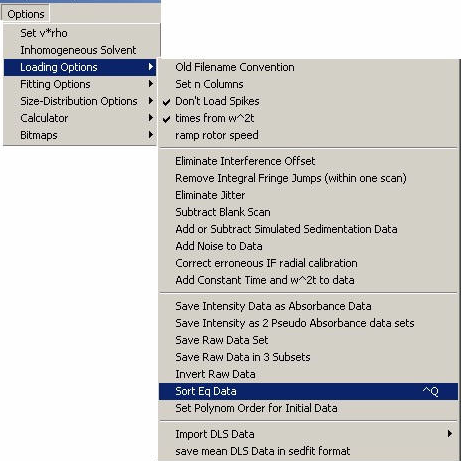 Options
Set v*rho
Inhomogeneous Solvent
Loading Options
Fitting Options
Size-Distribution Options
Calculator
Bitmaps
Old Filename Convention
Set n Columns
Don't Load Spikes
times from w^2t
ramp rotor speed
Eliminate Interference Offset
Remove Integral Fringe Jumps (within one scan)
Eliminate Jitter
Subtract Blank Scan
Add or Subtract Simulated Sedimentation Data
Add Noise to Data
Correct erroneous IF radial calibration
Add Constant Time and w^2t to data
Save Intensity Data as Absorbance Data
Save Intensity as 2 Pseudo Absorbance data sets
Save Raw Data Set
Save Raw Data in 3 Subsets
Invert Raw Data
Sort Eq Data ^Q
Set Polynom Order for Initial Data
Import DLS Data
save mean DLS Data in sedfit format